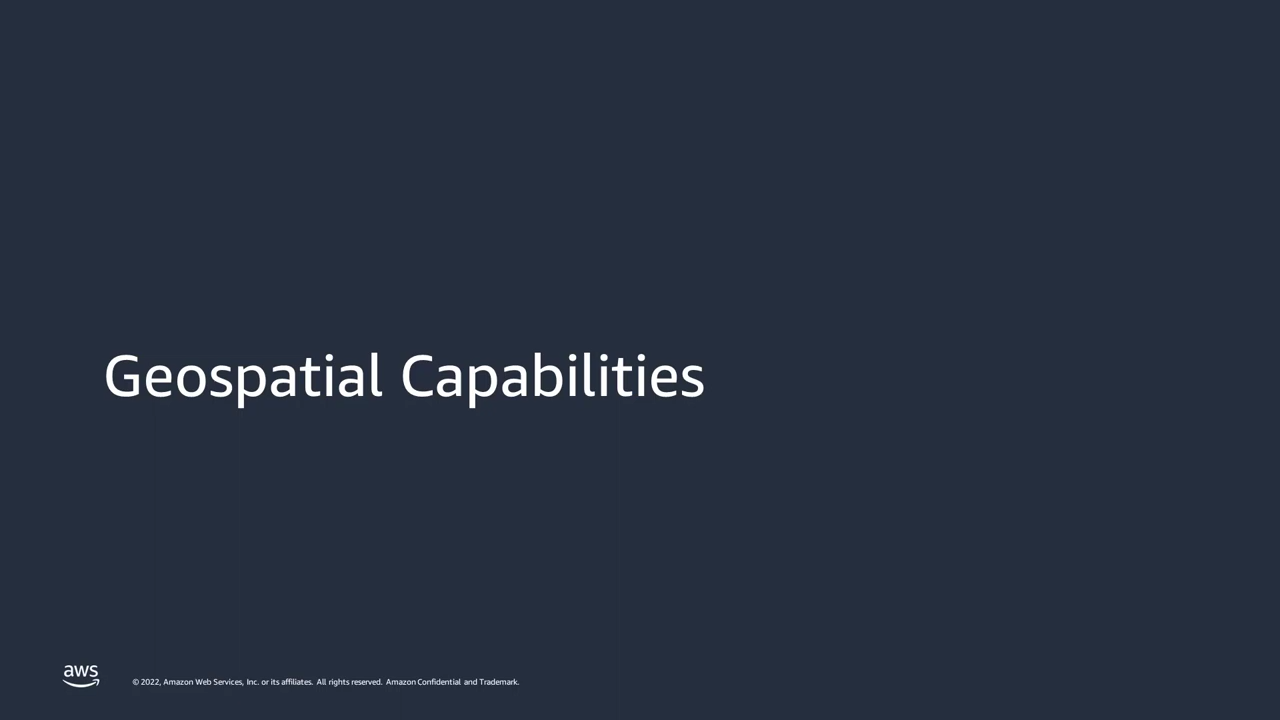 Geospatial Capabilities
aws
© 2022, Amazon Web Services, Inc. or its affiliates. All rights reserved. Amazon Confidential and Trademark.